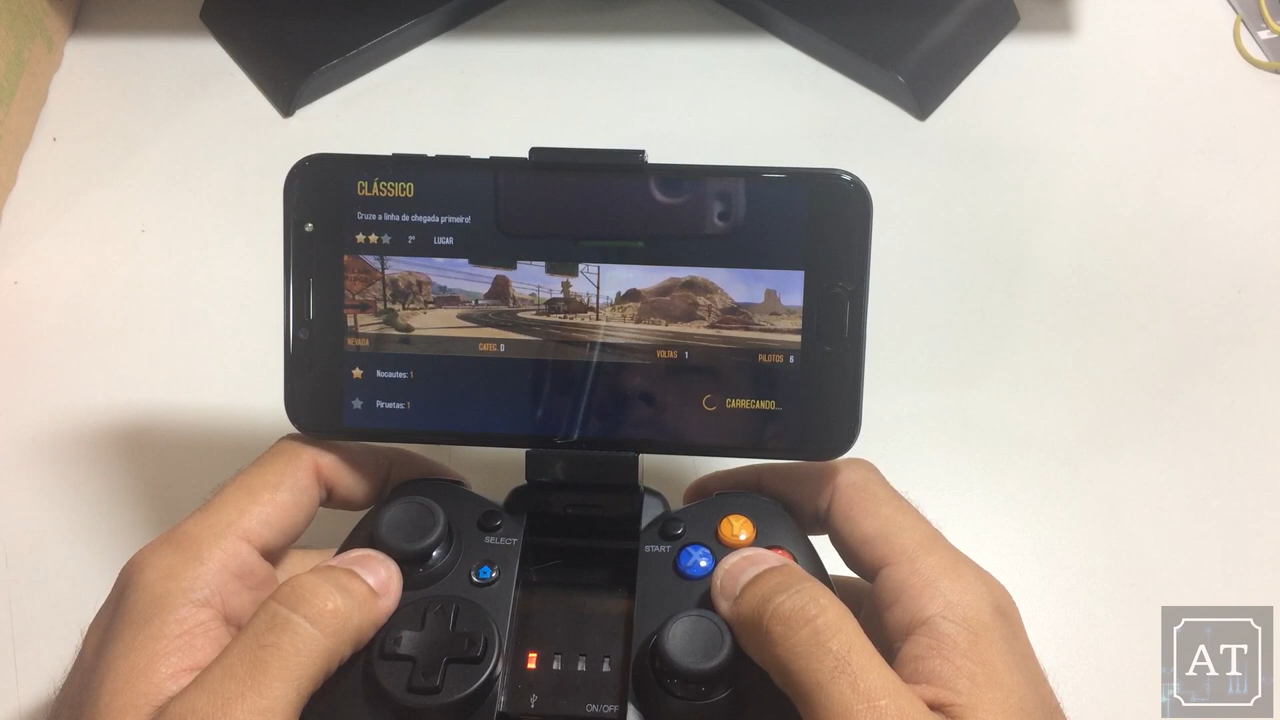 CLÁSSICO
Cruze a linha de chegada primeiro!
2º LUGAR
NEVADA CATEG. D VOLTAS 1 PILOTOS 6
Nocautes: 1
Piruetas: 1
CARREGANDO...
SELECT
START
Y
X
ON/OFF
AT